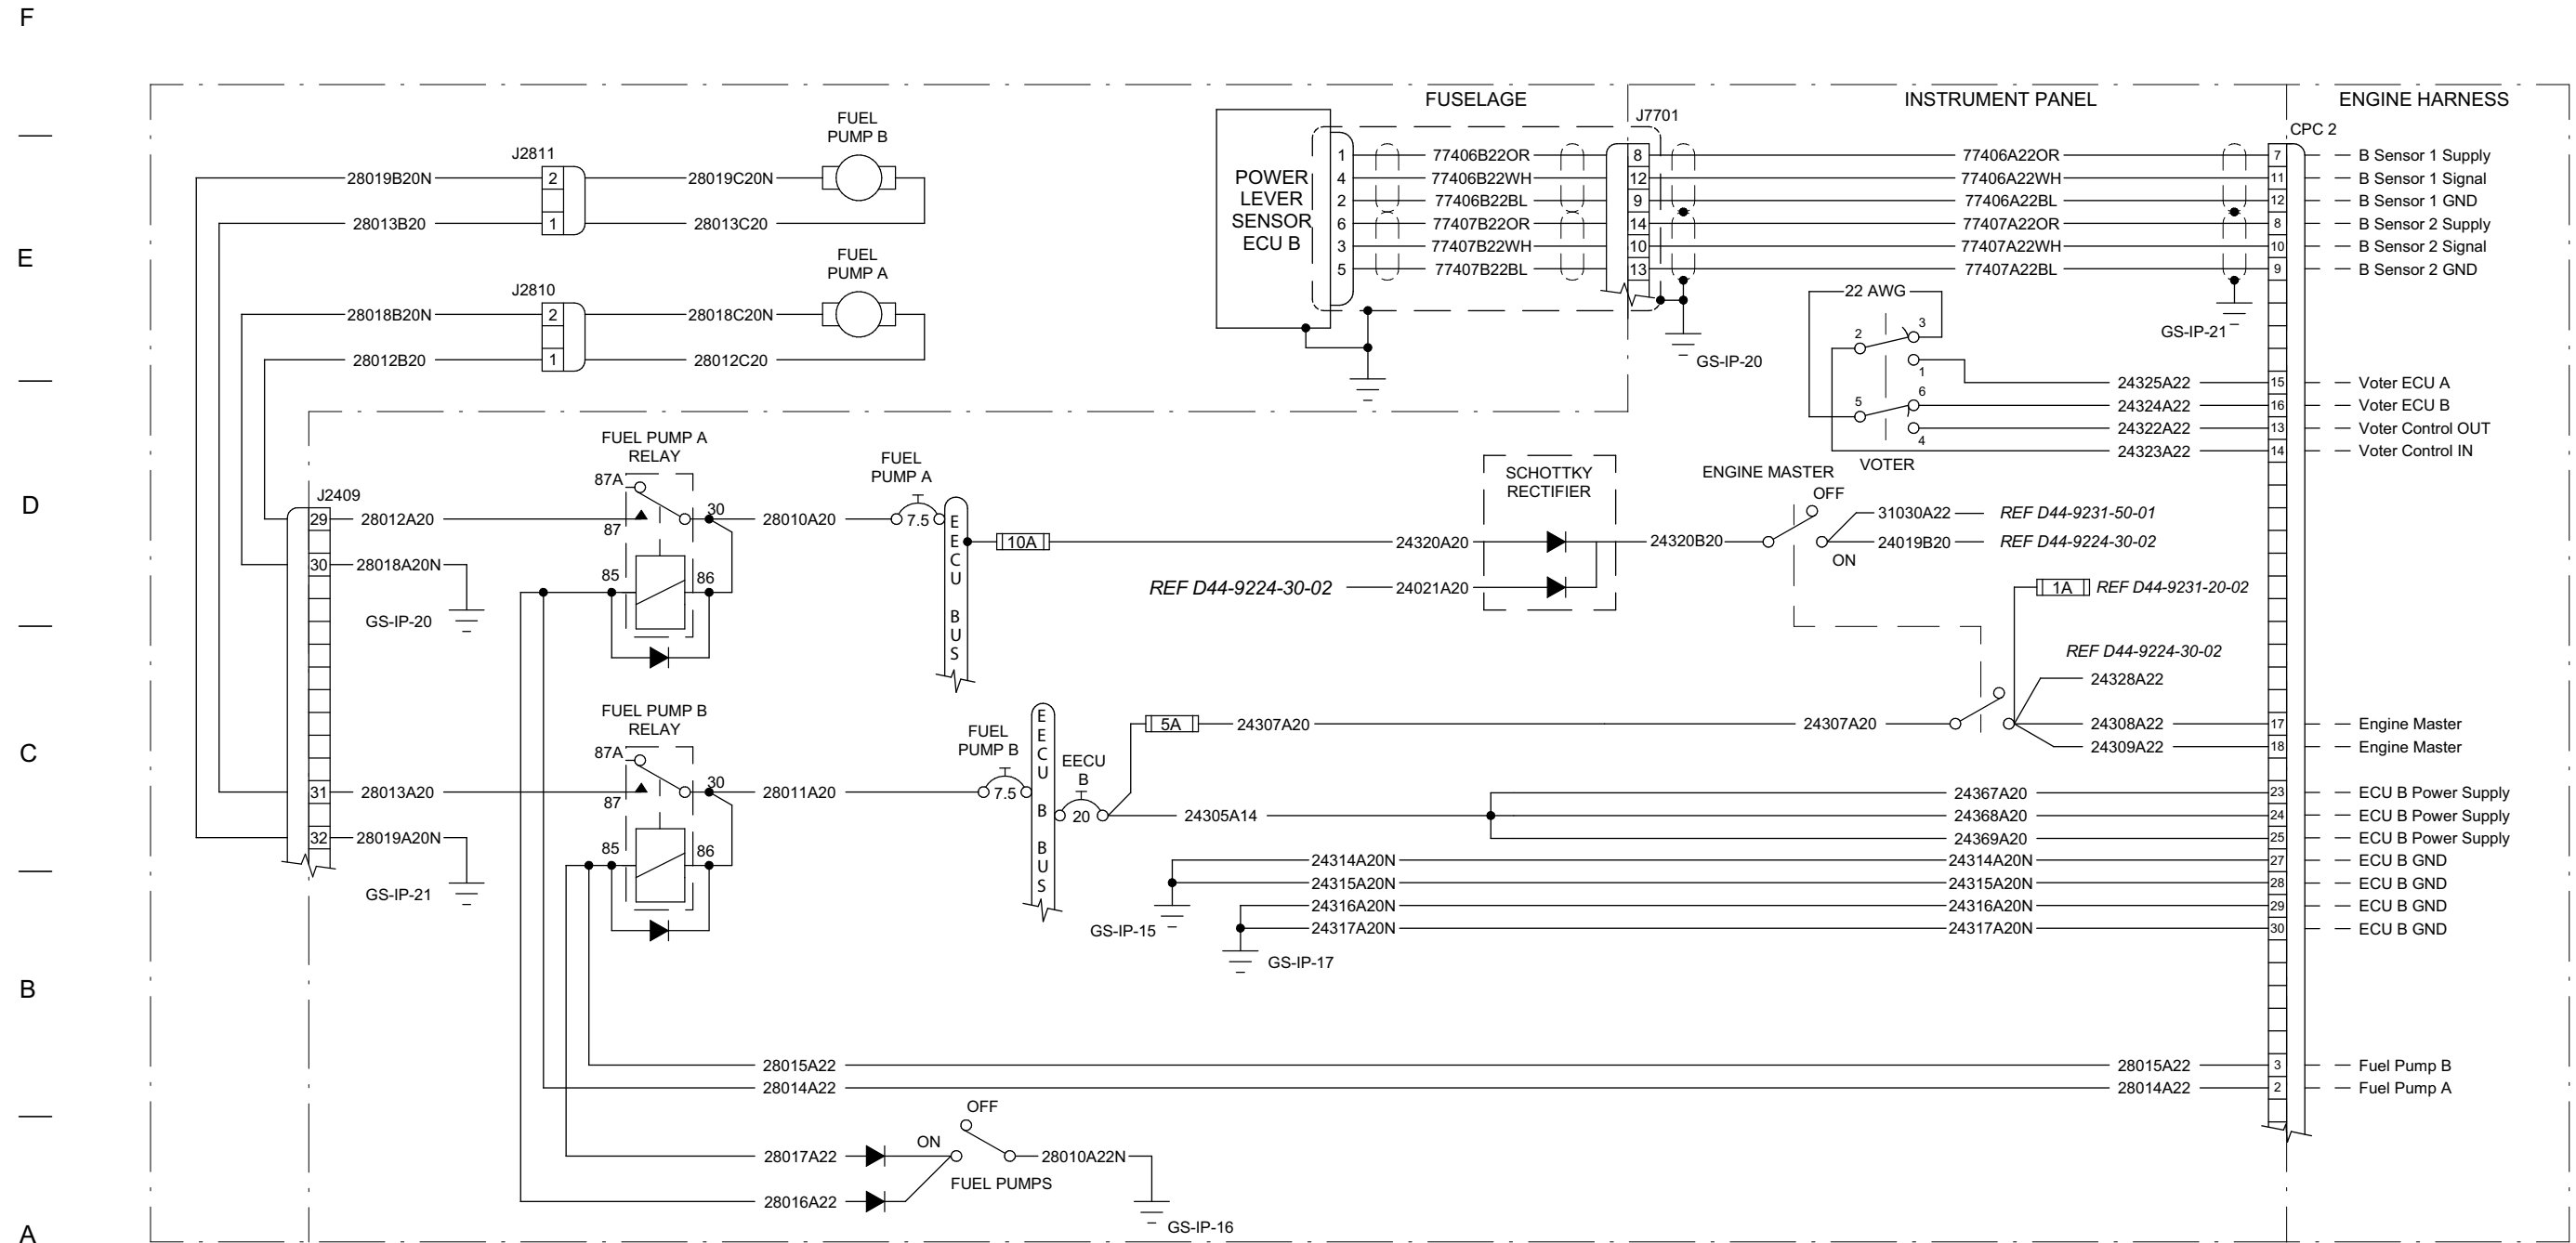 F
FUSELAGE
INSTRUMENT PANEL
ENGINE HARNESS
FUEL
PUMP B
J7701
CPC 2
J2811
28019B20N
2
28019C20N
28013B20
1
28013C20
E
FUEL
PUMP A
J2810
28018B20N
2
28018C20N
28012B20
1
28012C20
POWER
LEVER
SENSOR
ECU B
1
77406B22OR
8
77406A22OR
7
B Sensor 1 Supply
4
77406B22WH
12
77406A22WH
11
B Sensor 1 Signal
2
77406B22BL
9
77406A22BL
12
B Sensor 1 GND
6
77407B22OR
14
77407A22OR
8
B Sensor 2 Supply
3
77407B22WH
10
77407A22WH
10
B Sensor 2 Signal
5
77407B22BL
13
77407A22BL
9
B Sensor 2 GND
22 AWG
GS-IP-20
GS-IP-21
2
3
1
5
6
4
VOTER
24325A22
15
Voter ECU A
24324A22
16
Voter ECU B
24322A22
13
Voter Control OUT
24323A22
14
Voter Control IN
D
J2409
FUEL PUMP A
RELAY
87A
87
30
85
86
29
28012A20
28010A20
FUEL
PUMP A
7.5
EECU BUS
30
28018A20N
GS-IP-20
10A
24320A20
SCHOTTKY
RECTIFIER
24320B20
REF D44-9224-30-02
24021A20
ENGINE MASTER
OFF
ON
31030A22
REF D44-9231-50-01
24019B20
REF D44-9224-30-02
1A
REF D44-9231-20-02
REF D44-9224-30-02
24328A22
C
FUEL PUMP B
RELAY
87A
87
30
85
86
31
28013A20
28011A20
FUEL
PUMP B
7.5
EECU B BUS
EECU
B
20
32
28019A20N
GS-IP-21
5A
24307A20
24307A20
24308A22
17
Engine Master
24309A22
18
Engine Master
24305A14
24367A20
23
ECU B Power Supply
24368A20
24
ECU B Power Supply
24369A20
25
ECU B Power Supply
24314A20N
24314A20N
27
ECU B GND
24315A20N
24315A20N
28
ECU B GND
24316A20N
24316A20N
29
ECU B GND
24317A20N
24317A20N
30
ECU B GND
GS-IP-15
GS-IP-17
B
28015A22
28015A22
3
Fuel Pump B
28014A22
28014A22
2
Fuel Pump A
OFF
ON
28017A22
28010A22N
FUEL PUMPS
28016A22
GS-IP-16
A